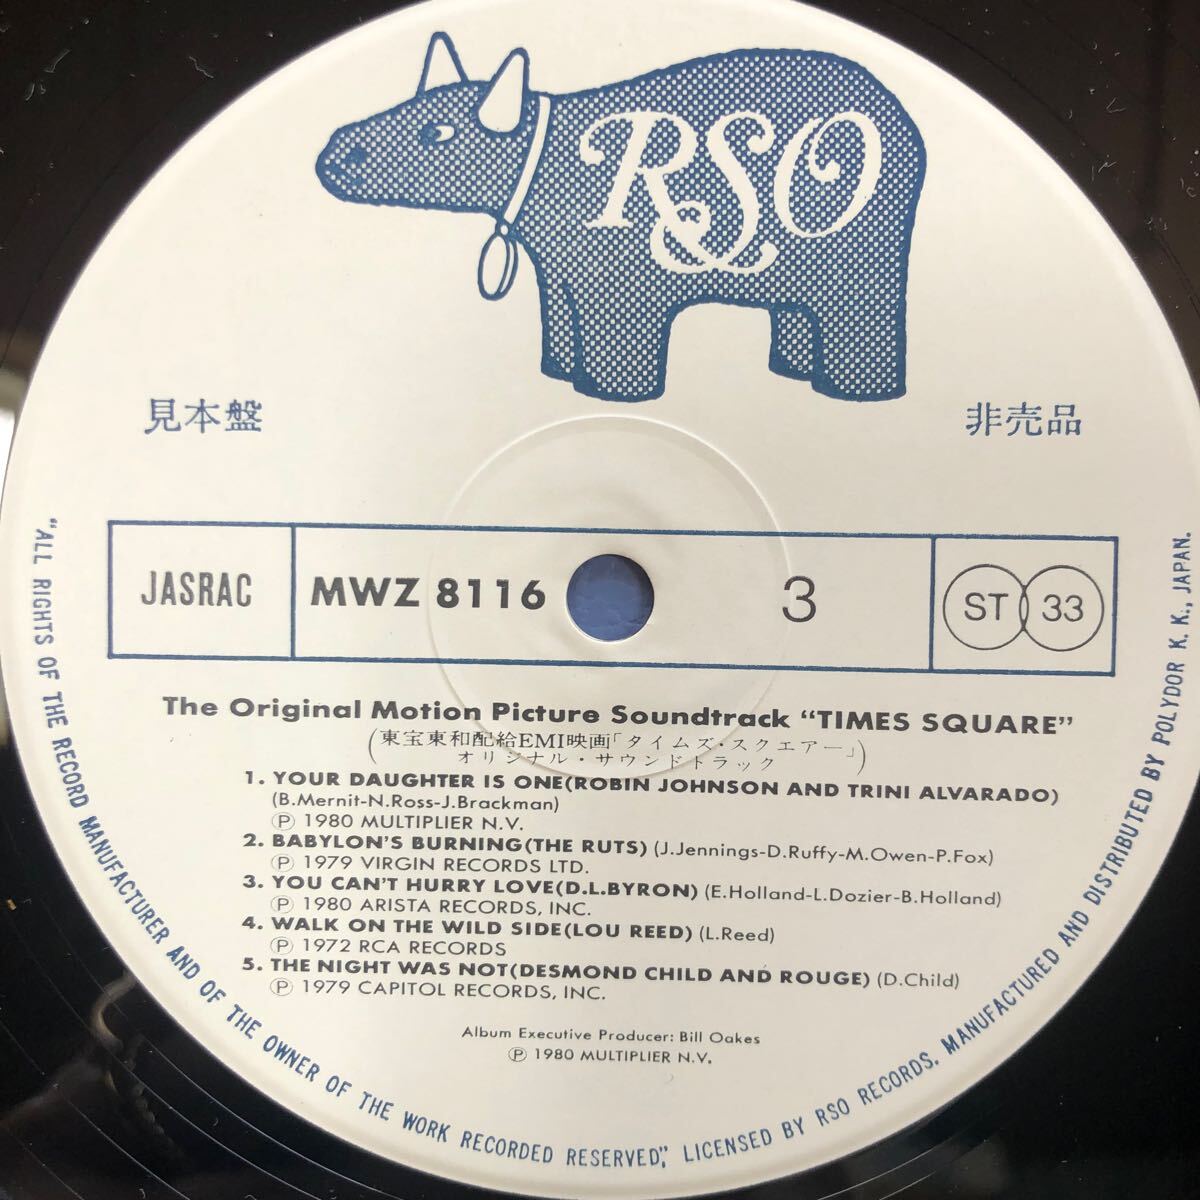 RSO
見本盤
非売品
JASRAC
MWZ 8116
3
ST 33
The Original Motion Picture Soundtrack “TIMES SQUARE”
(東宝東和配給EMI映画「タイムズ・スクエアー」
オリジナル・サウンドトラック)
1. YOUR DAUGHTER IS ONE(ROBIN JOHNSON AND TRINI ALVARADO)
(B.Mernit-N.Ross-J.Brackman)
Ⓟ 1980 MULTIPLIER N.V.
2. BABYLON'S BURNING(THE RUTS) (J.Jennings-D.Ruffy-M.Owen-P.Fox)
Ⓟ 1979 VIRGIN RECORDS LTD.
3. YOU CAN'T HURRY LOVE(D.L.BYRON) (E.Holland-L.Dozier-B.Holland)
Ⓟ 1980 ARISTA RECORDS, INC.
4. WALK ON THE WILD SIDE(LOU REED) (L.Reed)
Ⓟ 1972 RCA RECORDS
5. THE NIGHT WAS NOT(DESMOND CHILD AND ROUGE) (D.Child)
Ⓟ 1979 CAPITOL RECORDS, INC.
Album Executive Producer: Bill Oakes
Ⓟ 1980 MULTIPLIER N.V.
“ALL RIGHTS OF THE RECORD MANUFACTURER AND OF THE OWNER OF THE WORK RECORDED RESERVED”, LICENSED BY RSO RECORDS. MANUFACTURED AND DISTRIBUTED BY POLYDOR K. K., JAPAN.